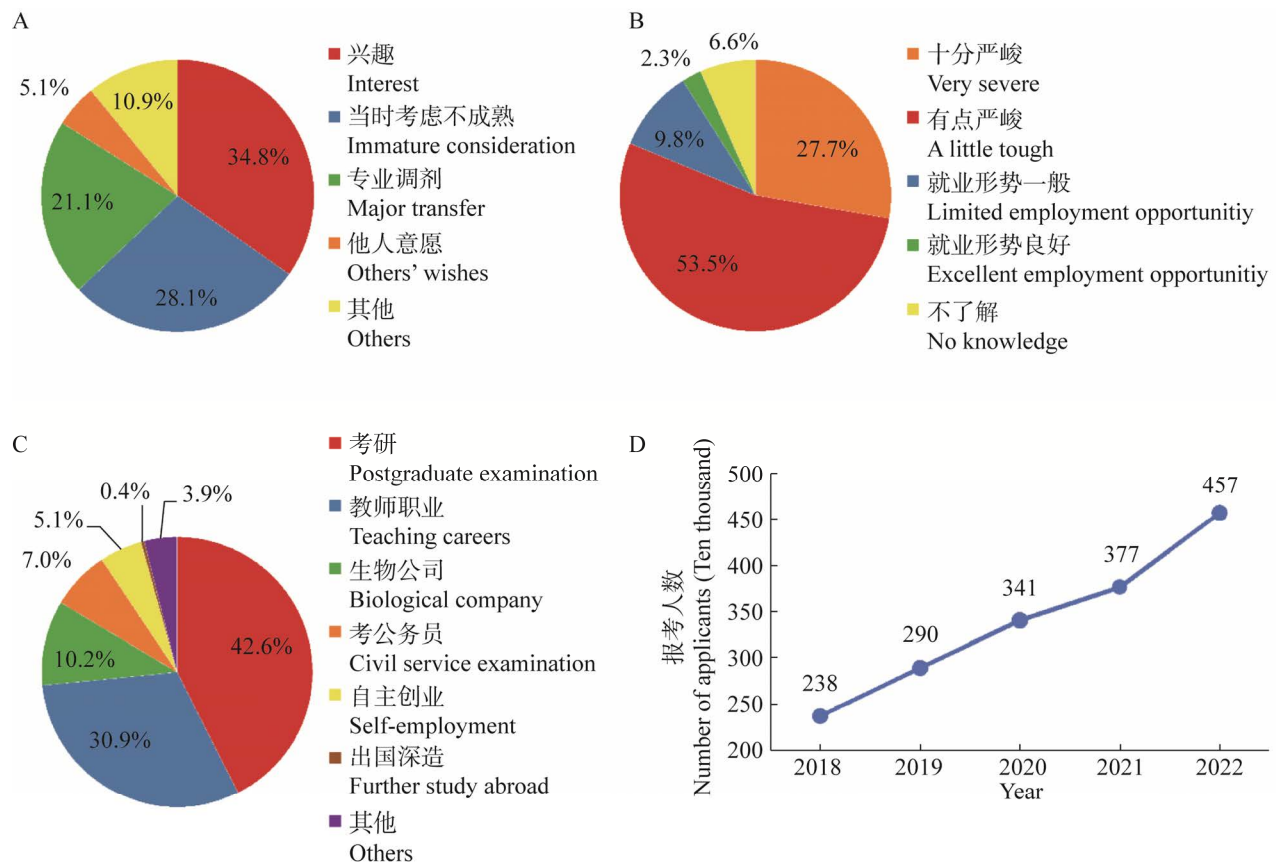 A
兴趣
Interest
当时考虑不成熟
Immature consideration
专业调剂
Major transfer
他人意愿
Others’ wishes
其他
Others
5.1%
10.9%
34.8%
21.1%
28.1%
B
十分严峻
Very severe
有点严峻
A little tough
就业形势一般
Limited employment opportunitiy
就业形势良好
Excellent employment opportunitiy
不了解
No knowledge
6.6%
2.3%
9.8%
27.7%
53.5%
C
考研
Postgraduate examination
教师职业
Teaching careers
生物公司
Biological company
考公务员
Civil service examination
自主创业
Self-employment
出国深造
Further study abroad
其他
Others
0.4%
3.9%
5.1%
7.0%
10.2%
42.6%
30.9%
D
报考人数
Number of applicants (Ten thousand)
500
450
400
350
300
250
200
238
290
341
377
457
2018
2019
2020
2021
2022
Year